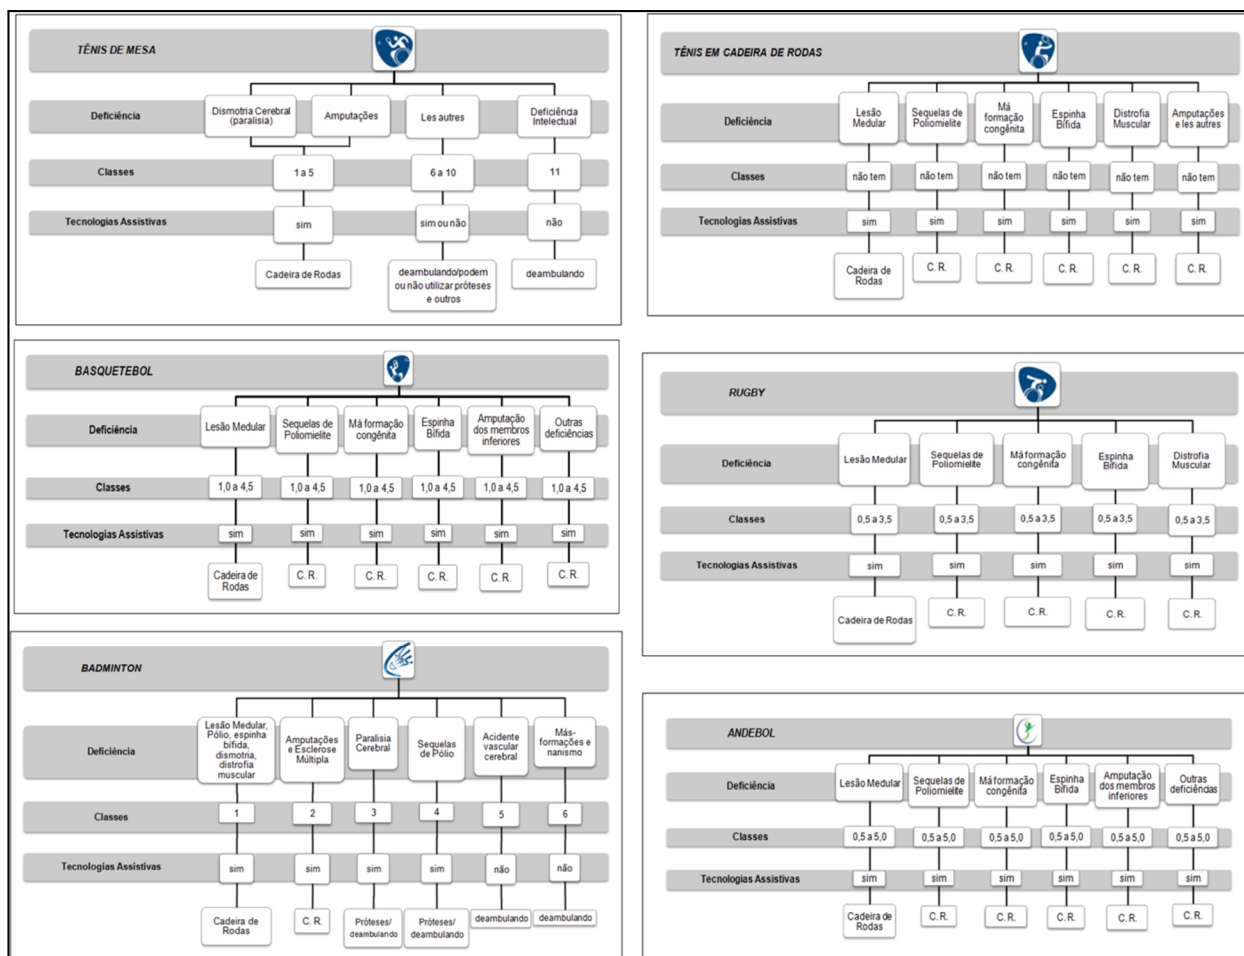 TÊNIS DE MESA
Deficiência
Dismotria Cerebral
(paralisia)
Amputações
Les autres
Deficiência
Intelectual
Classes
1 a 5
6 a 10
11
Tecnologias Assistivas
sim
sim ou não
não
Cadeira de Rodas
deambulando/podem
ou não utilizar próteses
e outros
deambulando
TÊNIS EM CADEIRA DE RODAS
Deficiência
Lesão
Medular
Sequelas de
Poliomielite
Má
formação
congênita
Espinha
Bífida
Distrofia
Muscular
Amputações
e les autres
Classes
não tem
não tem
não tem
não tem
não tem
não tem
Tecnologias Assistivas
sim
sim
sim
sim
sim
sim
Cadeira de
Rodas
C. R.
C. R.
C. R.
C. R.
C. R.
BASQUETEBOL
Deficiência
Lesão Medular
Sequelas de
Poliomielite
Má formação
congênita
Espinha
Bífida
Amputação
dos membros
inferiores
Outras
deficiências
Classes
1,0 a 4,5
1,0 a 4,5
1,0 a 4,5
1,0 a 4,5
1,0 a 4,5
1,0 a 4,5
Tecnologias Assistivas
sim
sim
sim
sim
sim
sim
Cadeira de
Rodas
C. R.
C. R.
C. R.
C. R.
C. R.
RUGBY
Deficiência
Lesão Medular
Sequelas de
Poliomielite
Má formação
congênita
Espinha
Bífida
Distrofia
Muscular
Classes
0,5 a 3,5
0,5 a 3,5
0,5 a 3,5
0,5 a 3,5
0,5 a 3,5
Tecnologias Assistivas
sim
sim
sim
sim
sim
Cadeira de Rodas
C. R.
C. R.
C. R.
C. R.
BADMINTON
Deficiência
Lesão Medular,
Pólio, espinha
bífida,
dismotria,
distrofia
muscular
Amputações
e Esclerose
Múltipla
Paralisia
Cerebral
Sequelas
de Pólio
Acidente
vascular
cerebral
Más-
formações e
nanismo
Classes
1
2
3
4
5
6
Tecnologias Assistivas
sim
sim
sim
sim
não
não
Cadeira de
Rodas
C. R.
Próteses/
deambulando
Próteses/
deambulando
deambulando
deambulando
ANDEBOL
Deficiência
Lesão Medular
Sequelas de
Poliomielite
Má formação
congênita
Espinha
Bífida
Amputação
dos membros
inferiores
Outras
deficiências
Classes
0,5 a 5,0
0,5 a 5,0
0,5 a 5,0
0,5 a 5,0
0,5 a 5,0
0,5 a 5,0
Tecnologias Assistivas
sim
sim
sim
sim
sim
sim
Cadeira de
Rodas
C. R.
C. R.
C. R.
C. R.
C. R.